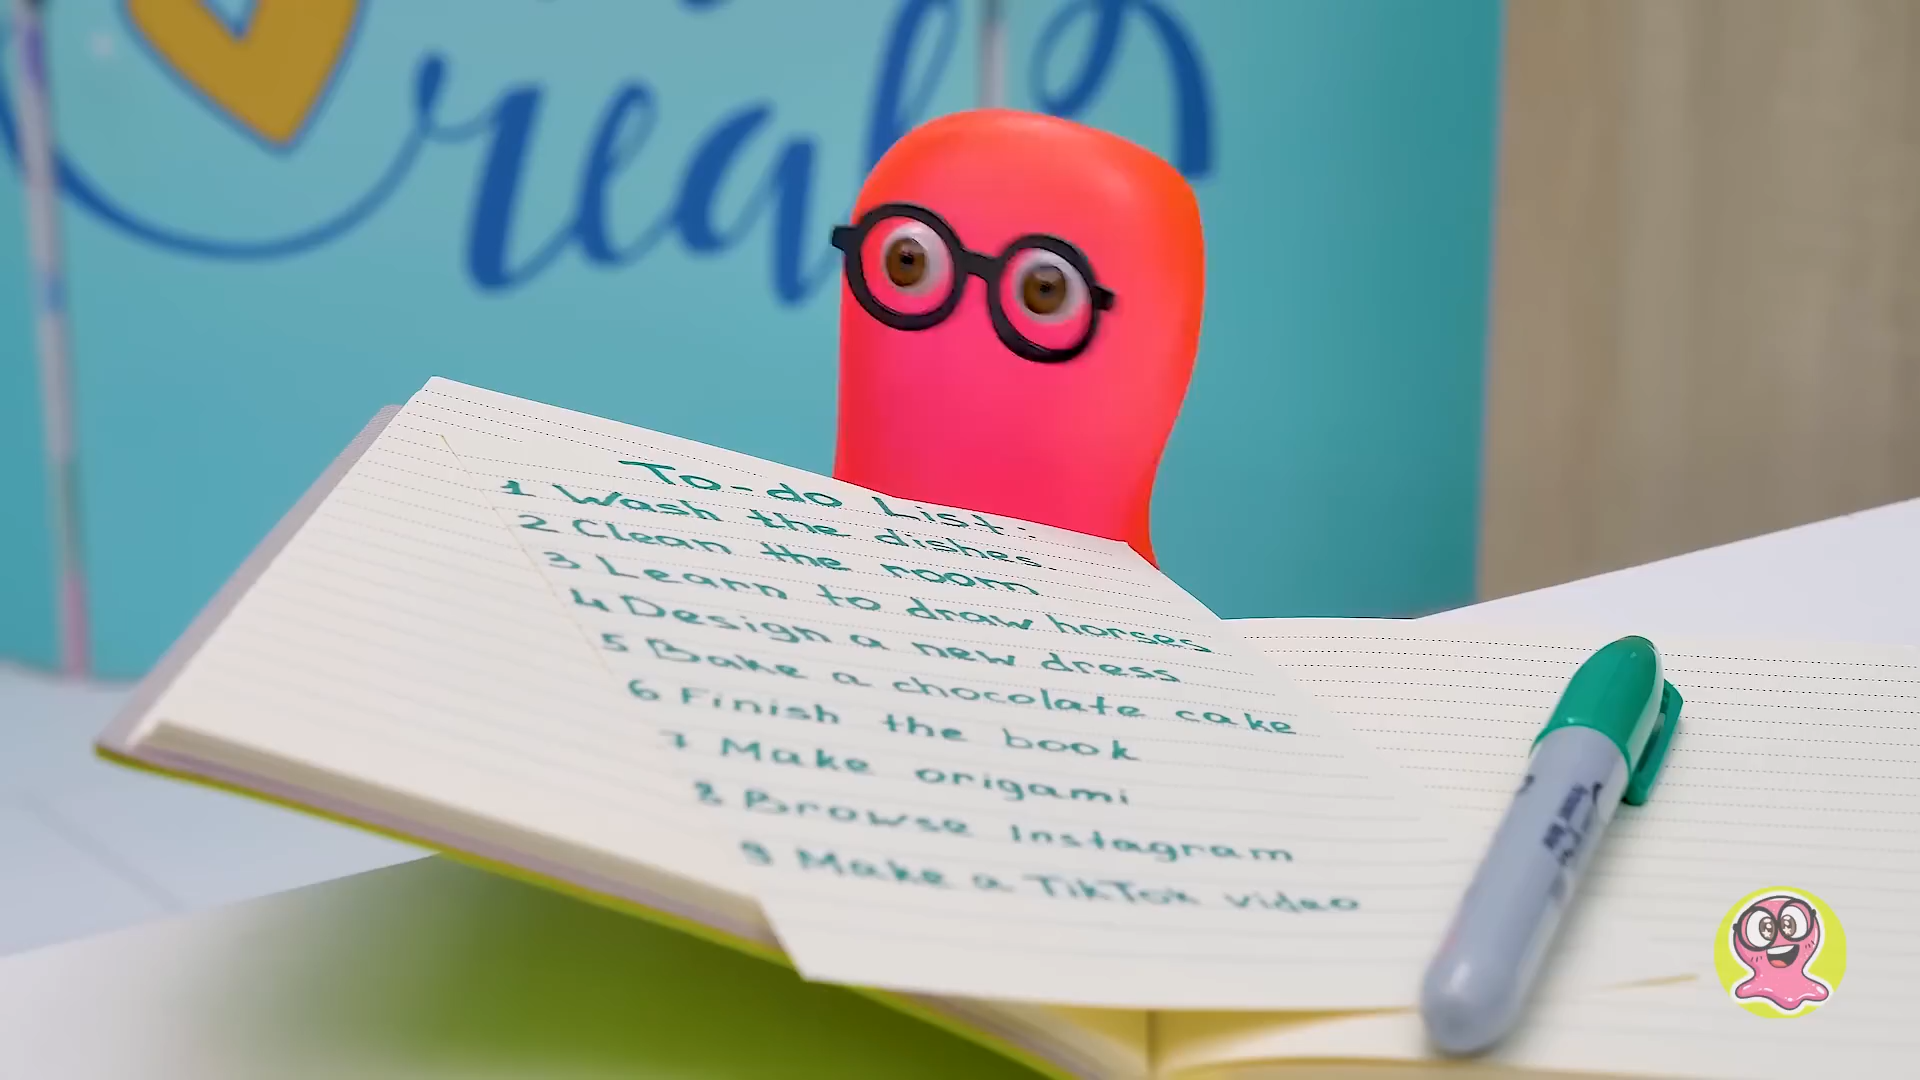 real
To-do List:
1 Wash the dishes.
2 Clean the room
3 Learn to draw horses
4 Design a new dress
5 Bake a chocolate cake
6 Finish the book
7 Make origami
8 Browse instagram
9 Make a TikTok video